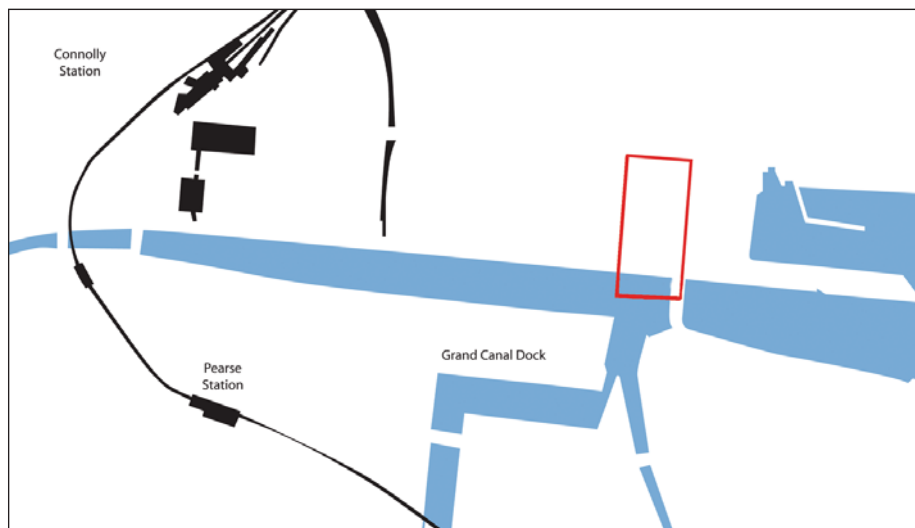 Connolly
Station
Pearse
Station
Grand Canal Dock